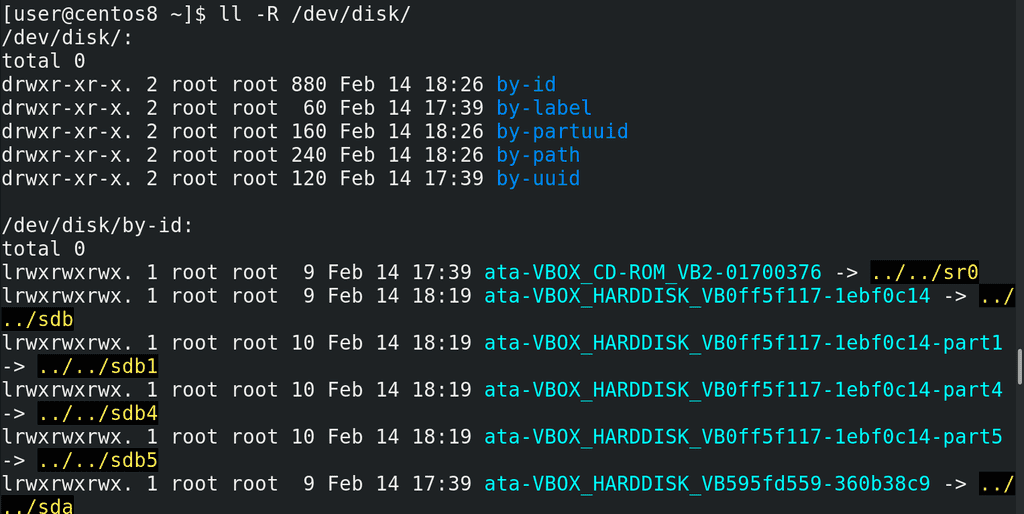 [user@centos8 ~]$ ll -R /dev/disk/
/dev/disk/:
total 0
drwxr-xr-x. 2 root root 880 Feb 14 18:26 by-id
drwxr-xr-x. 2 root root  60 Feb 14 17:39 by-label
drwxr-xr-x. 2 root root 160 Feb 14 18:26 by-partuuid
drwxr-xr-x. 2 root root 240 Feb 14 18:26 by-path
drwxr-xr-x. 2 root root 120 Feb 14 17:39 by-uuid

/dev/disk/by-id:
total 0
lrwxrwxrwx. 1 root root  9 Feb 14 17:39 ata-VBOX_CD-ROM_VB2-01700376 -> ../../sr0
lrwxrwxrwx. 1 root root  9 Feb 14 18:19 ata-VBOX_HARDDISK_VB0ff5f117-1ebf0c14 -> ../
../sdb
lrwxrwxrwx. 1 root root 10 Feb 14 18:19 ata-VBOX_HARDDISK_VB0ff5f117-1ebf0c14-part1
-> ../../sdb1
lrwxrwxrwx. 1 root root 10 Feb 14 18:19 ata-VBOX_HARDDISK_VB0ff5f117-1ebf0c14-part4
-> ../../sdb4
lrwxrwxrwx. 1 root root 10 Feb 14 18:19 ata-VBOX_HARDDISK_VB0ff5f117-1ebf0c14-part5
-> ../../sdb5
lrwxrwxrwx. 1 root root  9 Feb 14 17:39 ata-VBOX_HARDDISK_VB595fd559-360b38c9 -> ../
../sda